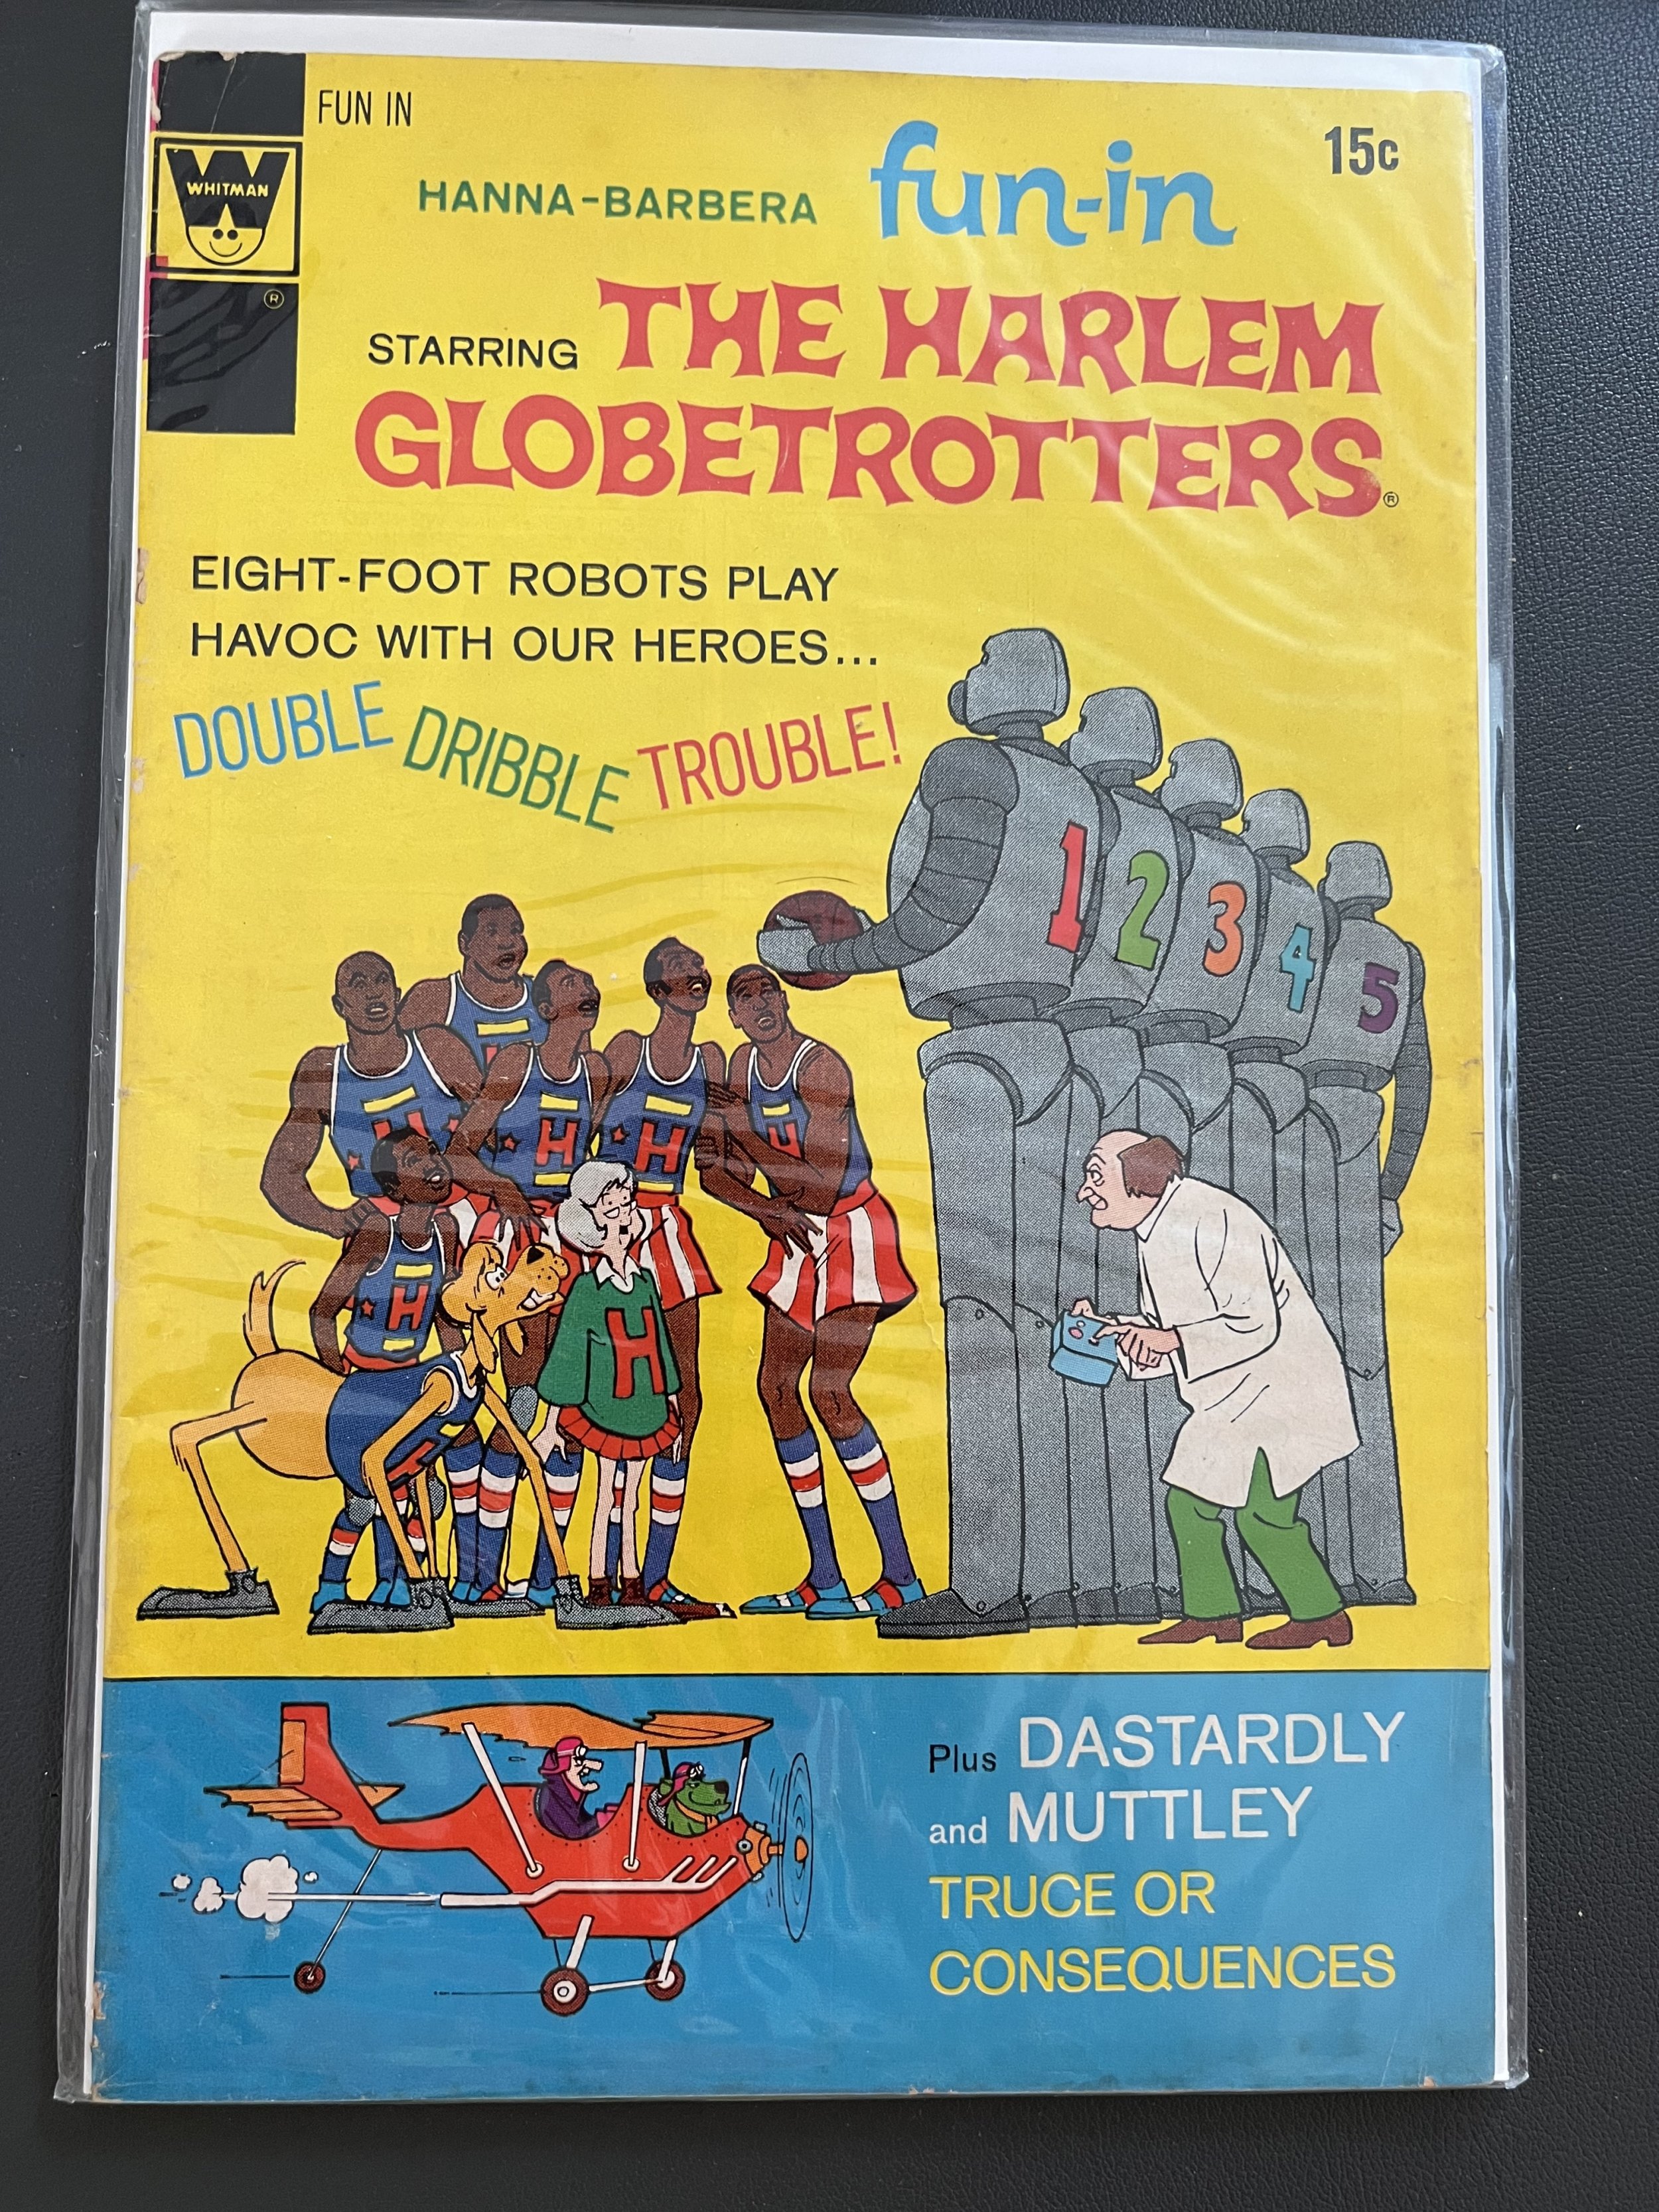 FUN IN
WHITMAN
®
15c
HANNA-BARBERA fun-in
STARRING THE HARLEM
GLOBETROTTERS®
EIGHT-FOOT ROBOTS PLAY
HAVOC WITH OUR HEROES...
DOUBLE DRIBBLE TROUBLE!
1 2 3 4 5
H
H
H
H
H
H
H
Plus DASTARDLY
and MUTTLEY
TRUCE OR
CONSEQUENCES